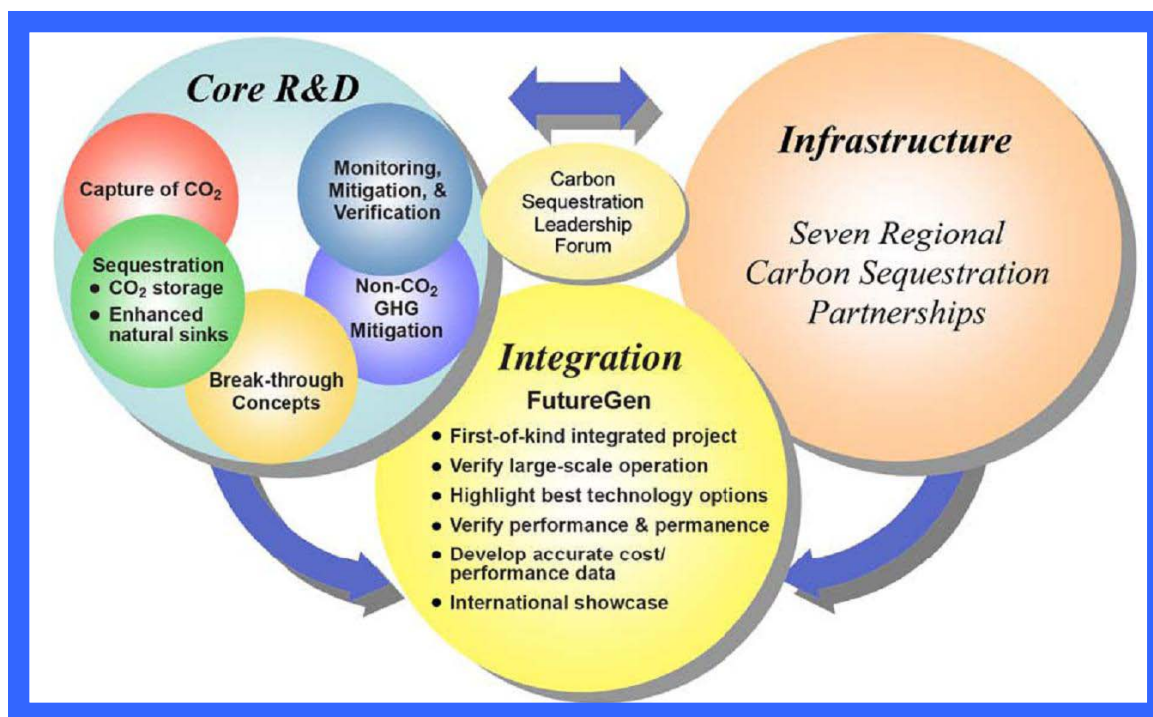 Core R&D
Capture of CO₂
Sequestration
● CO₂ storage
● Enhanced
natural sinks
Break-through
Concepts
Monitoring,
Mitigation, &
Verification
Non-CO₂
GHG
Mitigation
Carbon
Sequestration
Leadership
Forum
Infrastructure
Seven Regional
Carbon Sequestration
Partnerships
Integration
FutureGen
● First-of-kind integrated project
● Verify large-scale operation
● Highlight best technology options
● Verify performance & permanence
● Develop accurate cost/
performance data
● International showcase